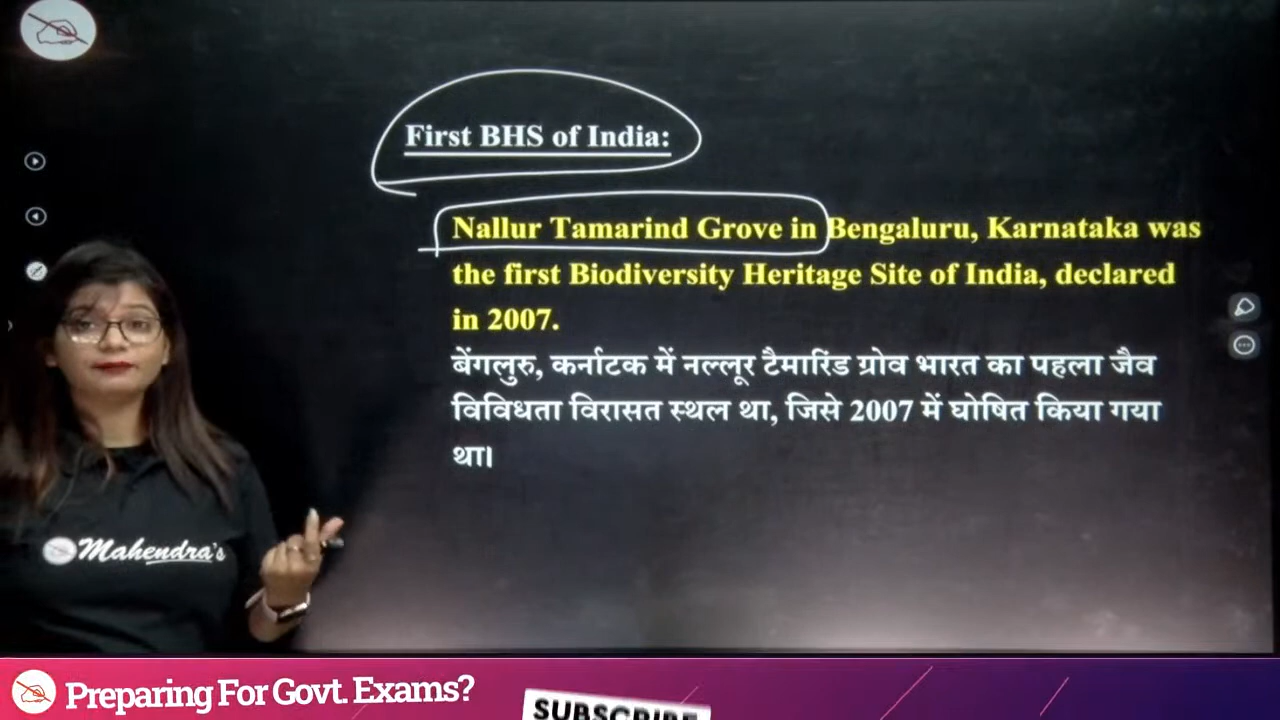 First BHS of India:
Nallur Tamarind Grove in Bengaluru, Karnataka was
the first Biodiversity Heritage Site of India, declared
in 2007.
बेंगलुरु, कर्नाटक में नल्लूर टैमारिंड ग्रोव भारत का पहला जैव
विविधता विरासत स्थल था, जिसे 2007 में घोषित किया गया
था।
Mahendra's
Preparing For Govt. Exams?
SUBSCRIBE